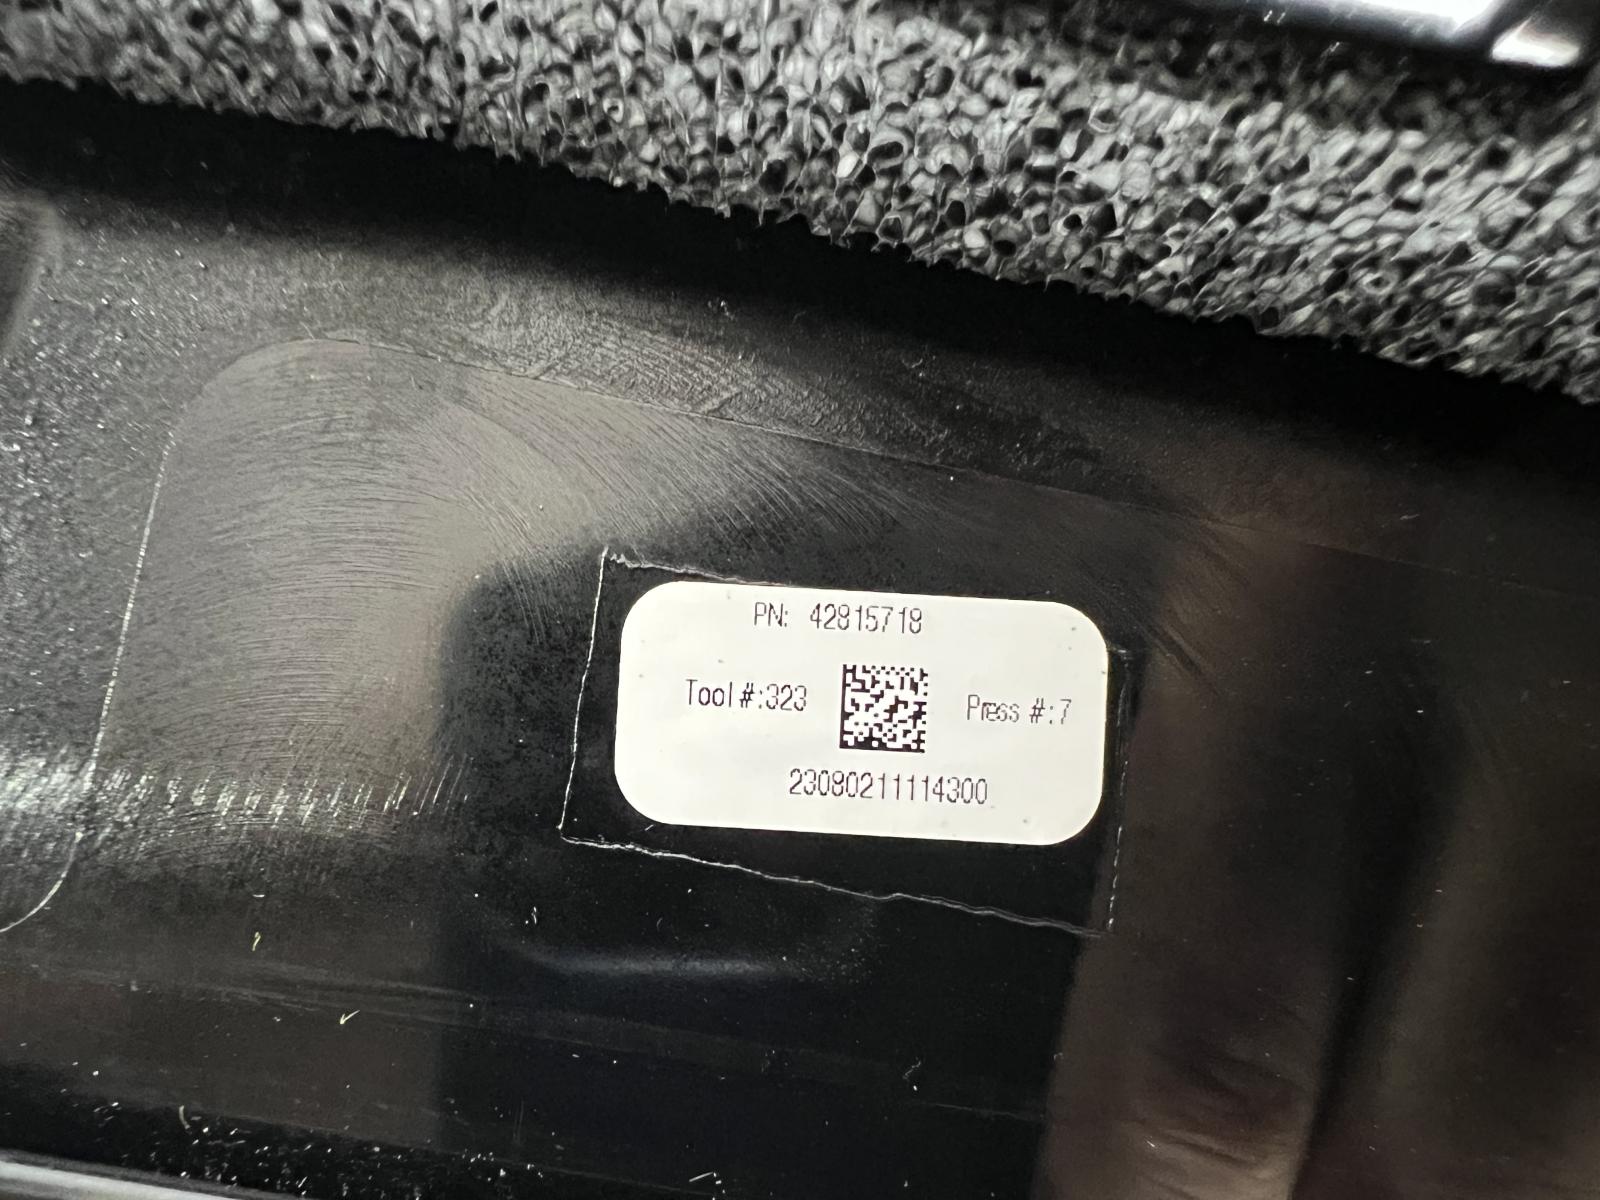 PN: 42815718
Tool #:323
Press #:7
23080211114300